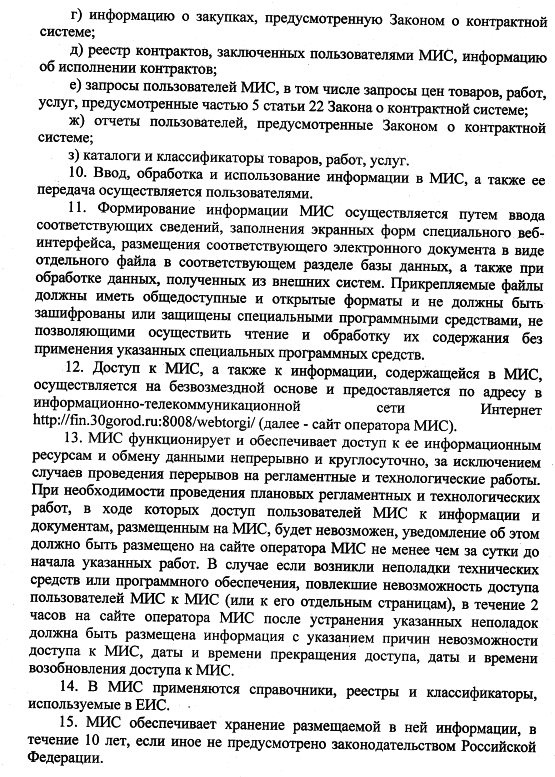 г) информацию о закупках, предусмотренную Законом о контрактной
системе;
д) реестр контрактов, заключенных пользователями МИС, информацию
об исполнении контрактов;
е) запросы пользователей МИС, в том числе запросы цен товаров, работ,
услуг, предусмотренные частью 5 статьи 22 Закона о контрактной системе;
ж) отчеты пользователей, предусмотренные Законом о контрактной
системе;
з) каталоги и классификаторы товаров, работ, услуг.
10. Ввод, обработка и использование информации в МИС, а также ее
передача осуществляется пользователями.
11. Формирование информации МИС осуществляется путем ввода
соответствующих сведений, заполнения экранных форм специального веб-
интерфейса, размещения соответствующего электронного документа в виде
отдельного файла в соответствующем разделе базы данных, а также при
обработке данных, полученных из внешних систем. Прикрепляемые файлы
должны иметь общедоступные и открытые форматы и не должны быть
зашифрованы или защищены специальными программными средствами, не
позволяющими осуществить чтение и обработку их содержания без
применения указанных специальных программных средств.
12. Доступ к МИС, а также к информации, содержащейся в МИС,
осуществляется на безвозмездной основе и предоставляется по адресу в
информационно-телекоммуникационной сети Интернет
http://fin.30gorod.ru:8008/webtorgi/ (далее - сайт оператора МИС).
13. МИС функционирует и обеспечивает доступ к ее информационным
ресурсам и обмену данными непрерывно и круглосуточно, за исключением
случаев проведения перерывов на регламентные и технологические работы.
При необходимости проведения плановых регламентных и технологических
работ, в ходе которых доступ пользователей МИС к информации и
документам, размещенным на МИС, будет невозможен, уведомление об этом
должно быть размещено на сайте оператора МИС не менее чем за сутки до
начала указанных работ. В случае если возникли неполадки технических
средств или программного обеспечения, повлекшие невозможность доступа
пользователей МИС к МИС (или к его отдельным страницам), в течение 2
часов на сайте оператора МИС после устранения указанных неполадок
должна быть размещена информация с указанием причин невозможности
доступа к МИС, даты и времени прекращения доступа, даты и времени
возобновления доступа к МИС.
14. В МИС применяются справочники, реестры и классификаторы,
используемые в ЕИС.
15. МИС обеспечивает хранение размещаемой в ней информации, в
течение 10 лет, если иное не предусмотрено законодательством Российской
Федерации.